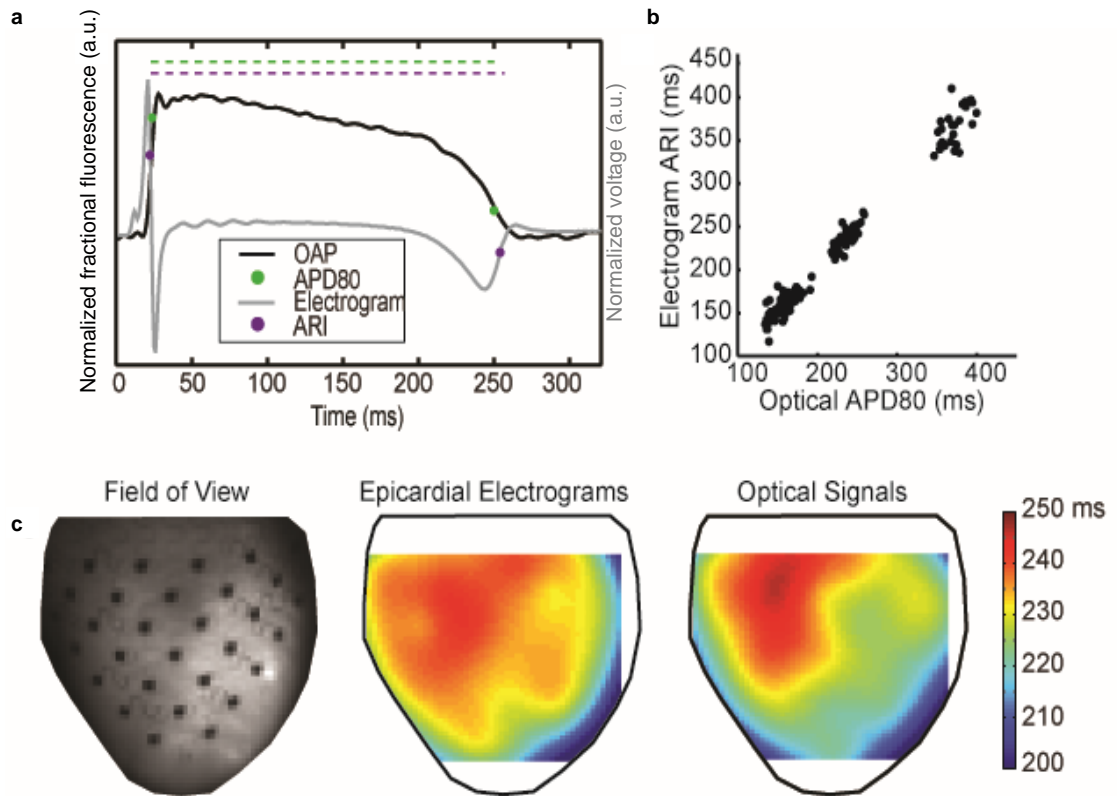 a
Normalized fractional fluorescence (a.u.)
OAP
APD80
Electrogram
ARI
Normalized voltage (a.u.)
0 50 100 150 200 250 300
Time (ms)
b
Electrogram ARI (ms)
450
400
350
300
250
200
150
100
100 200 300 400
Optical APD80 (ms)
c
Field of View
Epicardial Electrograms
Optical Signals
250 ms
240
230
220
210
200